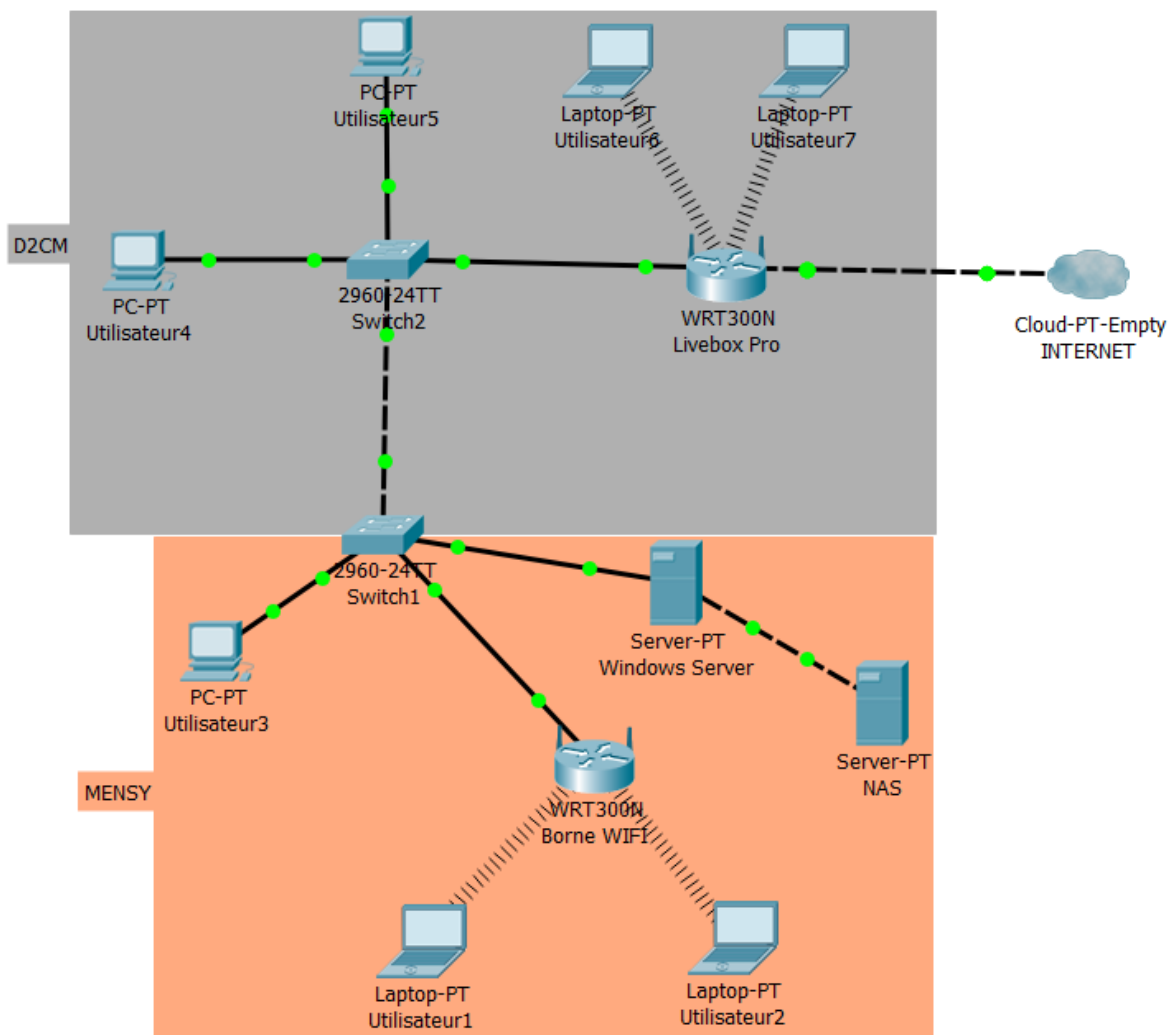 PC-PT
Utilisateur5
Laptop-PT
Utilisateur6
Laptop-PT
Utilisateur7
D2CM
PC-PT
Utilisateur4
2960-24TT
Switch2
WRT300N
Livebox Pro
Cloud-PT-Empty
INTERNET
2960-24TT
Switch1
Server-PT
Windows Server
PC-PT
Utilisateur3
Server-PT
NAS
MENSY
WRT300N
Borne WIFI
Laptop-PT
Utilisateur1
Laptop-PT
Utilisateur2